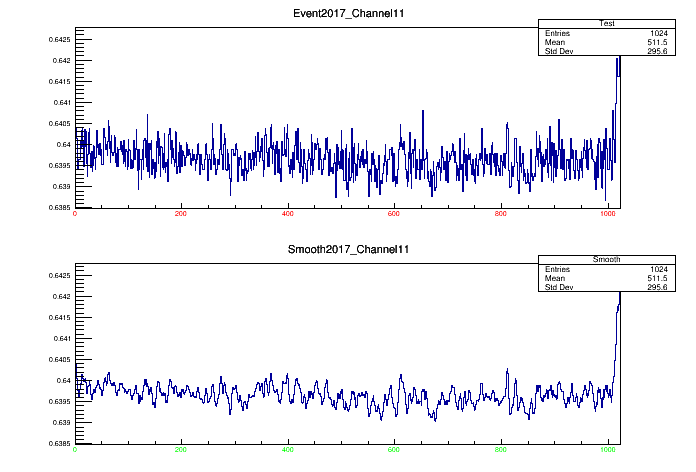 Event2017_Channel11
Test
Entries 1024
Mean 511.5
Std Dev 295.6
0.6425
0.642
0.6415
0.641
0.6405
0.64
0.6395
0.639
0.6385
0 200 400 600 800 1000
Smooth2017_Channel11
Smooth
Entries 1024
Mean 511.5
Std Dev 295.6
0.6425
0.642
0.6415
0.641
0.6405
0.64
0.6395
0.639
0.6385
0 200 400 600 800 1000